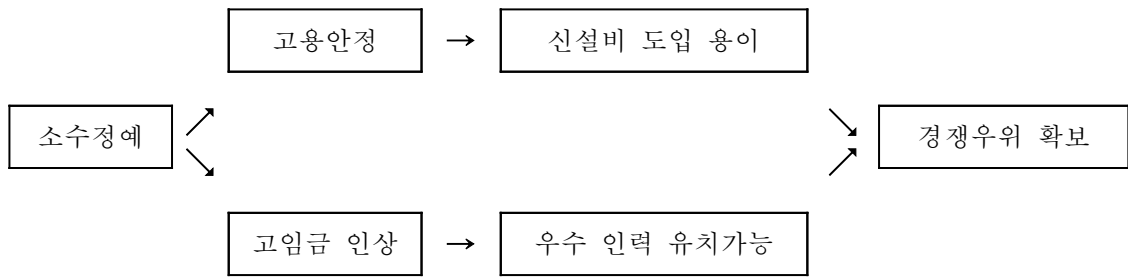 고용안정 → 신설비 도입 용이
소수정예
경쟁우위 확보
고임금 인상 → 우수 인력 유치가능